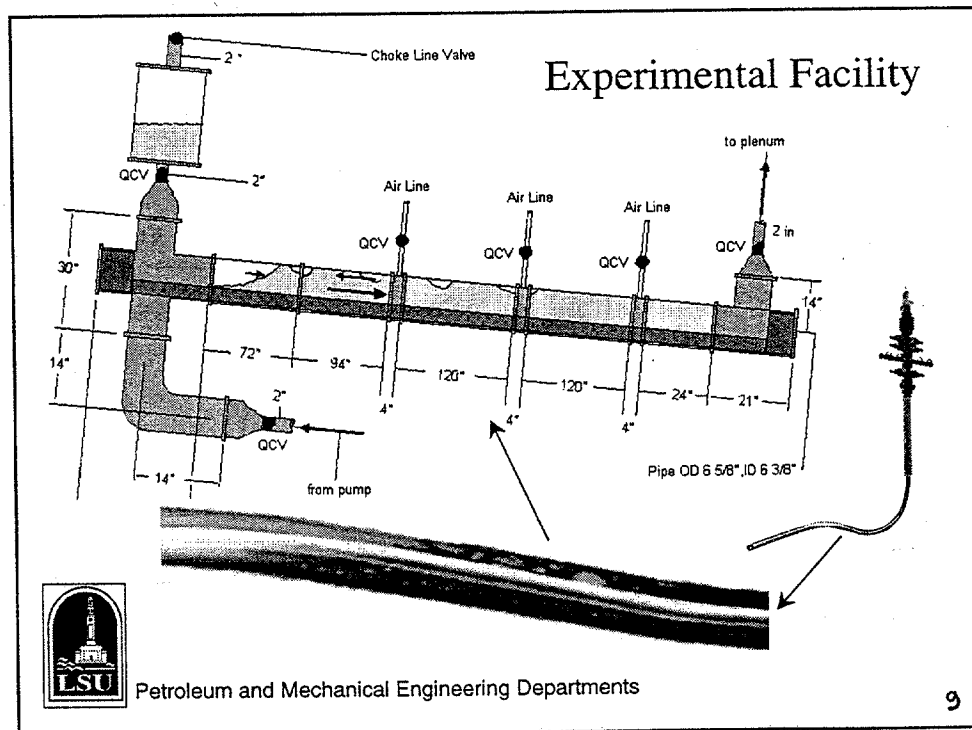 Experimental Facility
Choke Line Valve
2"
QCV
2"
Air Line
Air Line
Air Line
to plenum
QCV
QCV
QCV
QCV
2 in
30"
14"
14"
72"
94"
120"
120"
24"
21"
4"
4"
4"
2"
QCV
14"
from pump
Pipe OD 6 5/8", ID 6 3/8"
LSU
Petroleum and Mechanical Engineering Departments
9